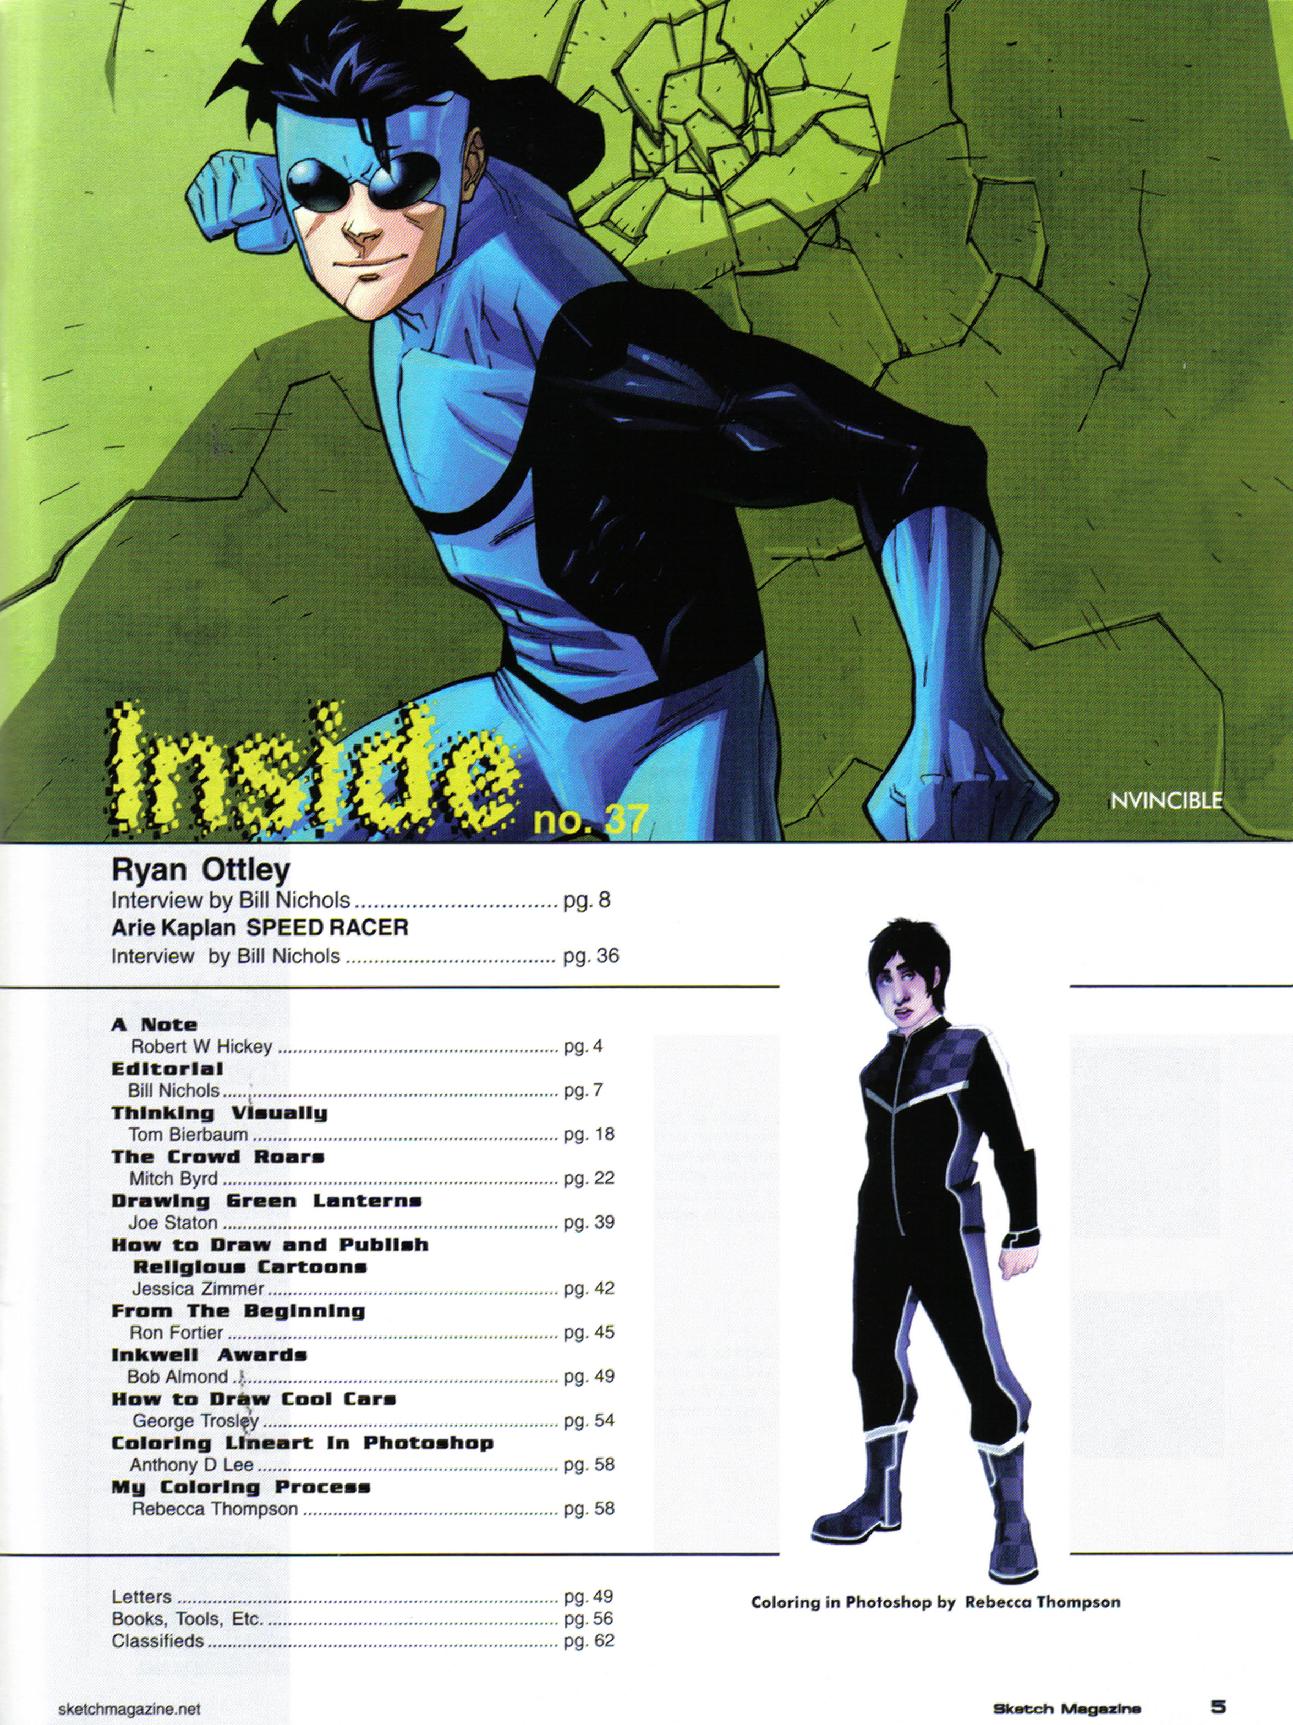 Inside no. 37
NVINCIBLE
Ryan Ottley
Interview by Bill Nichols ................................ pg. 8
Arie Kaplan SPEED RACER
Interview by Bill Nichols .................................... pg. 36
A Note
Robert W Hickey .................................................... pg. 4
Editorial
Bill Nichols ............................................................ pg. 7
Thinking Visually
Tom Bierbaum ........................................................ pg. 18
The Crowd Roars
Mitch Byrd ............................................................. pg. 22
Drawing Green Lanterns
Joe Staton ............................................................. pg. 39
How to Draw and Publish
Religious Cartoons
Jessica Zimmer ..................................................... pg. 42
From The Beginning
Ron Fortier ............................................................ pg. 45
Inkwell Awards
Bob Almond ........................................................... pg. 49
How to Draw Cool Cars
George Trosley ...................................................... pg. 54
Coloring Lineart In Photoshop
Anthony D Lee ....................................................... pg. 58
My Coloring Process
Rebecca Thompson ............................................... pg. 58
Letters .................................................................... pg. 49
Books, Tools, Etc. ................................................... pg. 56
Classifieds .............................................................. pg. 62
Coloring in Photoshop by Rebecca Thompson
sketchmagazine.net
Sketch Magazine 5